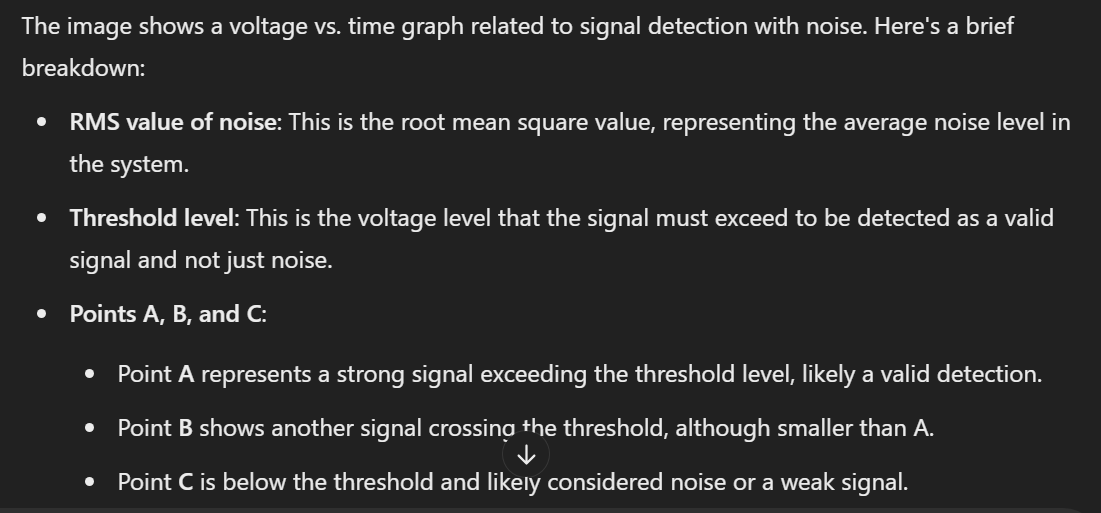 The image shows a voltage vs. time graph related to signal detection with noise. Here's a brief
breakdown:
RMS value of noise: This is the root mean square value, representing the average noise level in
the system.
Threshold level: This is the voltage level that the signal must exceed to be detected as a valid
signal and not just noise.
Points A, B, and C:
Point A represents a strong signal exceeding the threshold level, likely a valid detection.
Point B shows another signal crossing the threshold, although smaller than A.
Point C is below the threshold and likely considered noise or a weak signal.